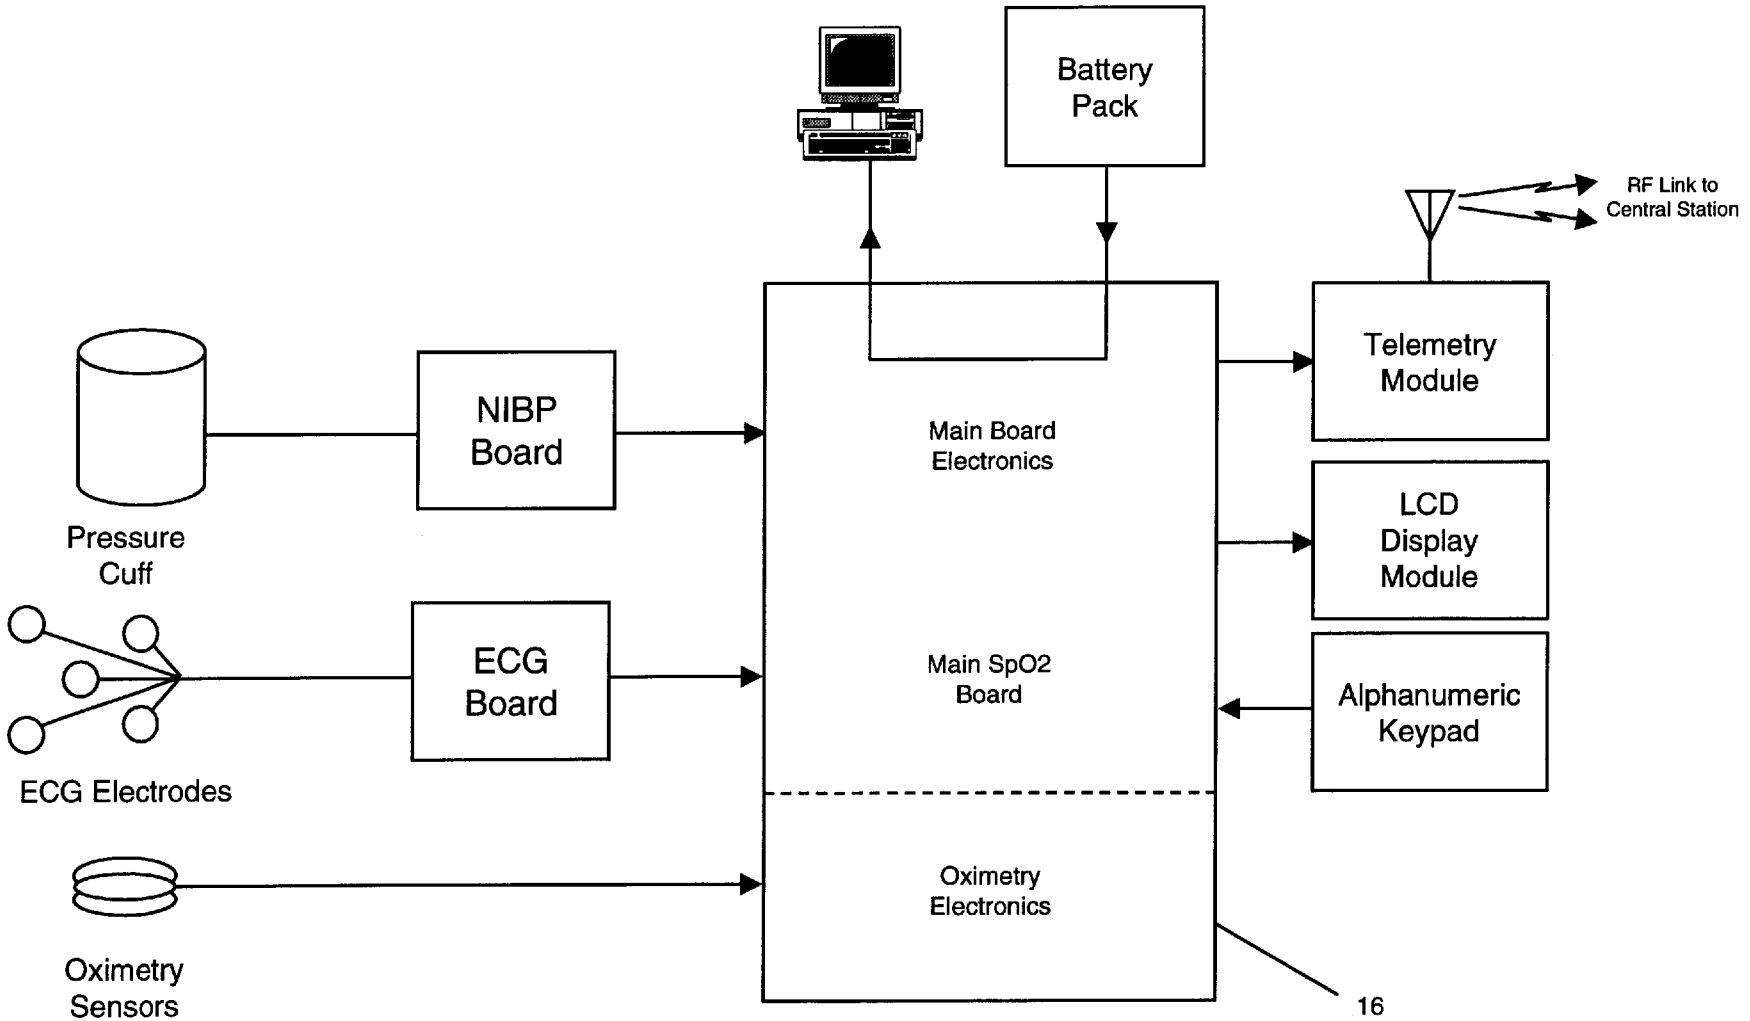 Battery
Pack
RF Link to
Central Station
Telemetry
Module
NIBP
Board
Main Board
Electronics
LCD
Display
Module
Pressure
Cuff
ECG
Board
Main SpO2
Board
Alphanumeric
Keypad
ECG Electrodes
Oximetry
Electronics
Oximetry
Sensors
16